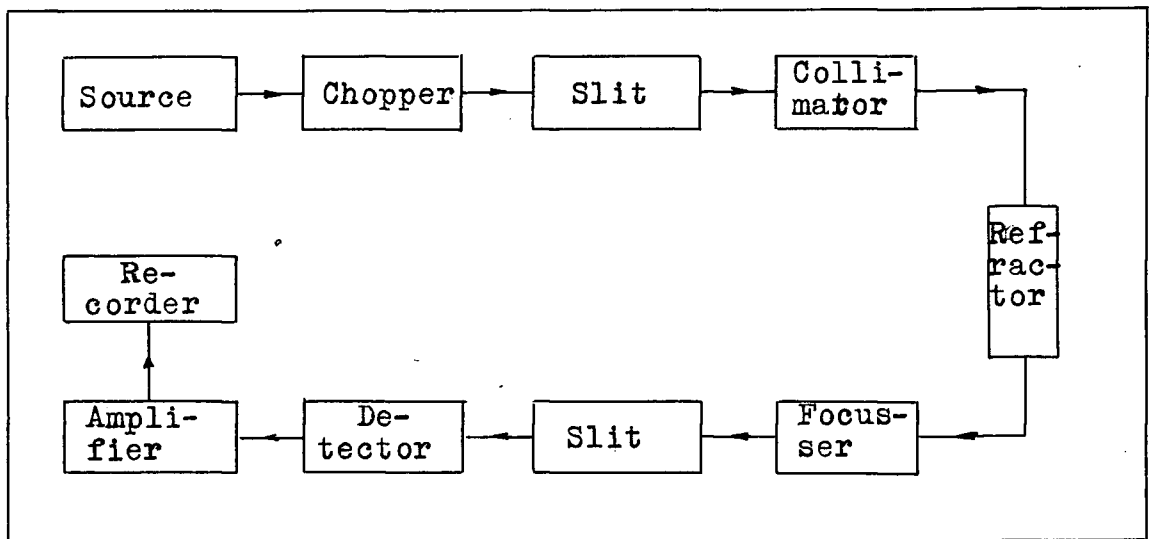 Source
Chopper
Slit
Colli-
mator
Ref-
rac-
tor
Focus-
ser
Slit
De-
tector
Ampli-
fier
Re-
corder